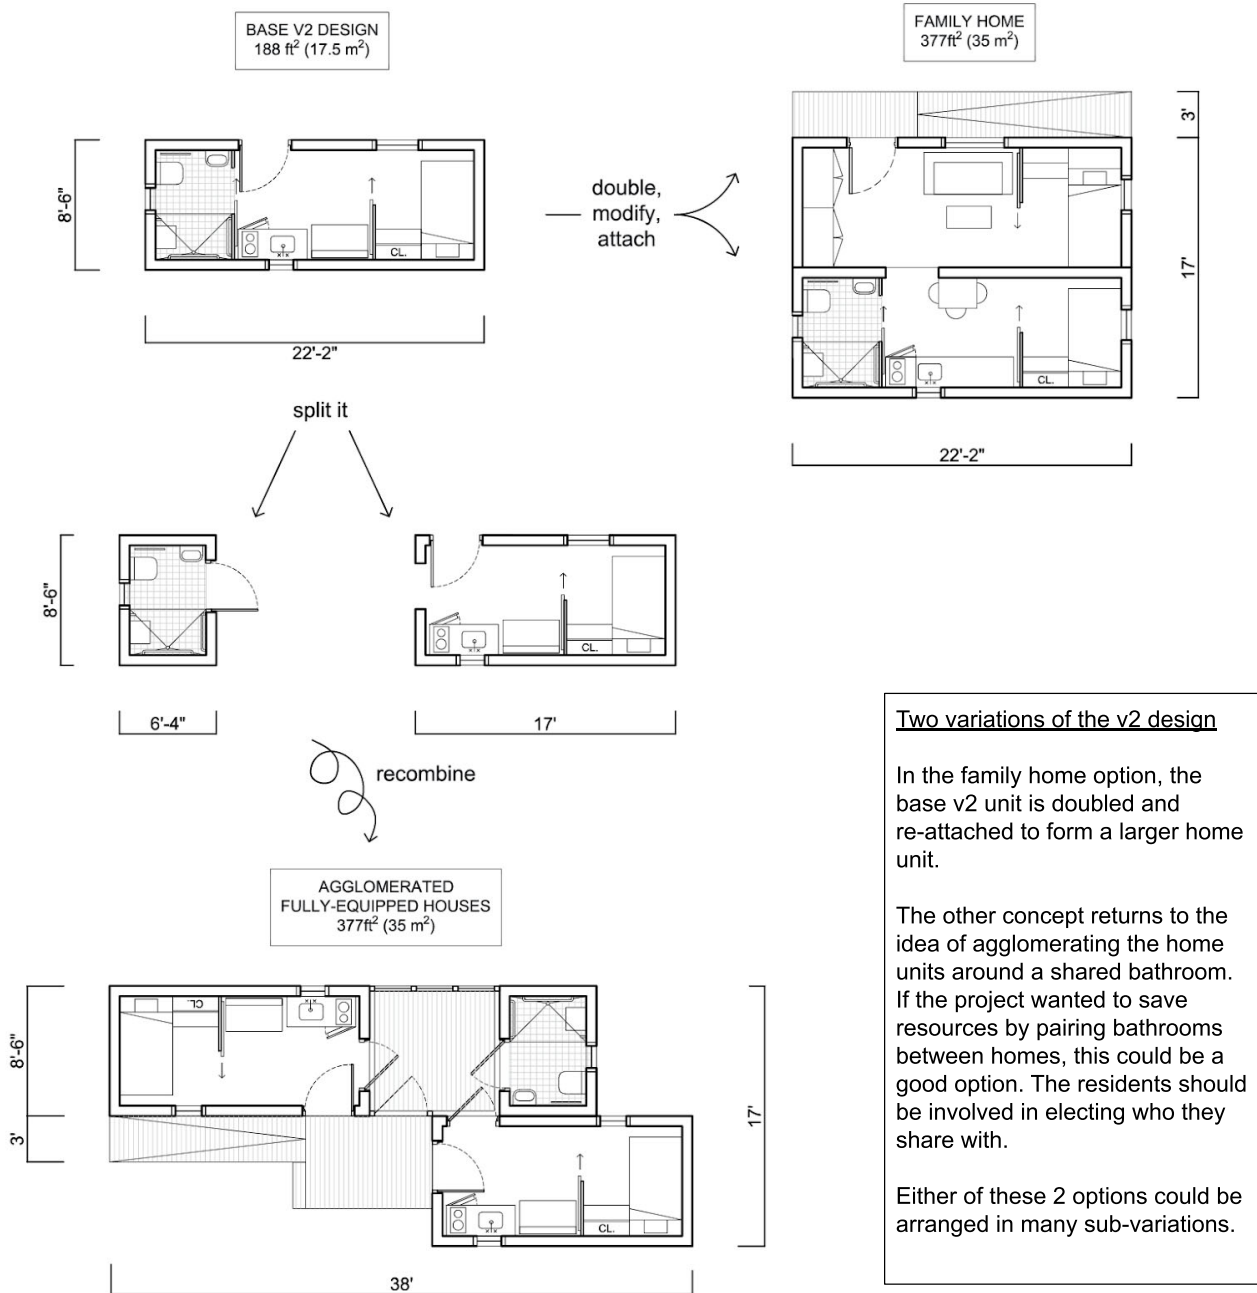 BASE V2 DESIGN
188 ft² (17.5 m²)
FAMILY HOME
377ft² (35 m²)
3'
8'-6"
CL.
22'-2"
double,
modify,
attach
17'
CL.
22'-2"
split it
8'-6"
6'-4"
CL.
17'
recombine
AGGLOMERATED
FULLY-EQUIPPED HOUSES
377ft² (35 m²)
8'-6"
3'
CL.
CL.
17'
38'
Two variations of the v2 design
In the family home option, the
base v2 unit is doubled and
re-attached to form a larger home
unit.
The other concept returns to the
idea of agglomerating the home
units around a shared bathroom.
If the project wanted to save
resources by pairing bathrooms
between homes, this could be a
good option. The residents should
be involved in electing who they
share with.
Either of these 2 options could be
arranged in many sub-variations.